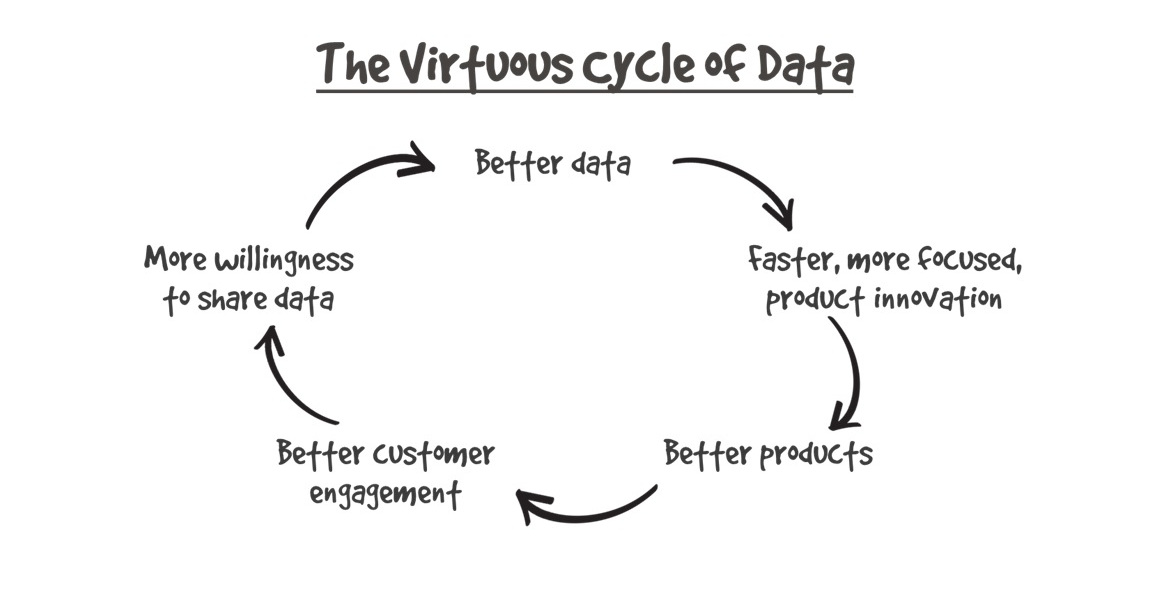 The Virtuous Cycle of Data
Better data
Faster, more focused,
product innovation
Better products
Better customer
engagement
More willingness
to share data